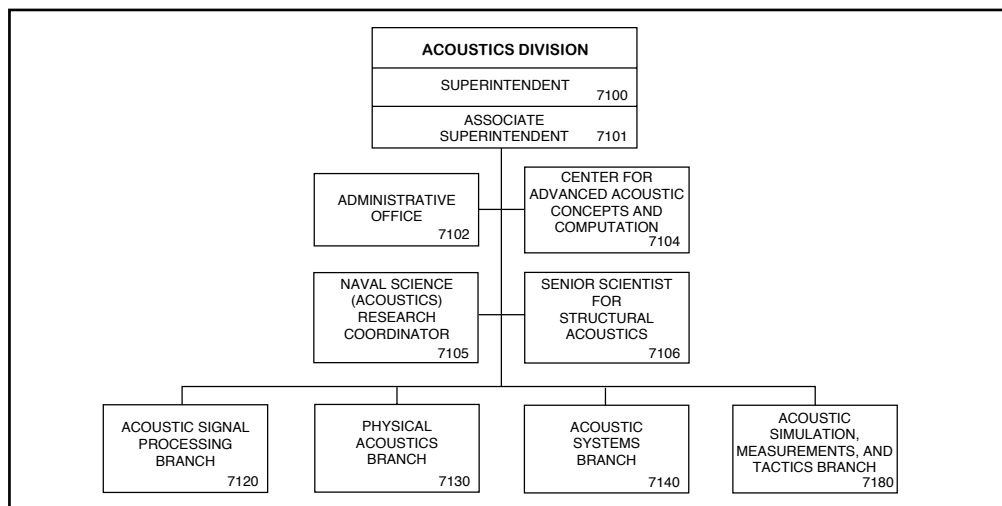 ACOUSTICS DIVISION
SUPERINTENDENT
7100
ASSOCIATE
SUPERINTENDENT
7101
ADMINISTRATIVE
OFFICE
7102
CENTER FOR
ADVANCED ACOUSTIC
CONCEPTS AND
COMPUTATION
7104
NAVAL SCIENCE
(ACOUSTICS)
RESEARCH
COORDINATOR
7105
SENIOR SCIENTIST
FOR
STRUCTURAL
ACOUSTICS
7106
ACOUSTIC SIGNAL
PROCESSING
BRANCH
7120
PHYSICAL
ACOUSTICS
BRANCH
7130
ACOUSTIC
SYSTEMS
BRANCH
7140
ACOUSTIC
SIMULATION,
MEASUREMENTS, AND
TACTICS BRANCH
7180